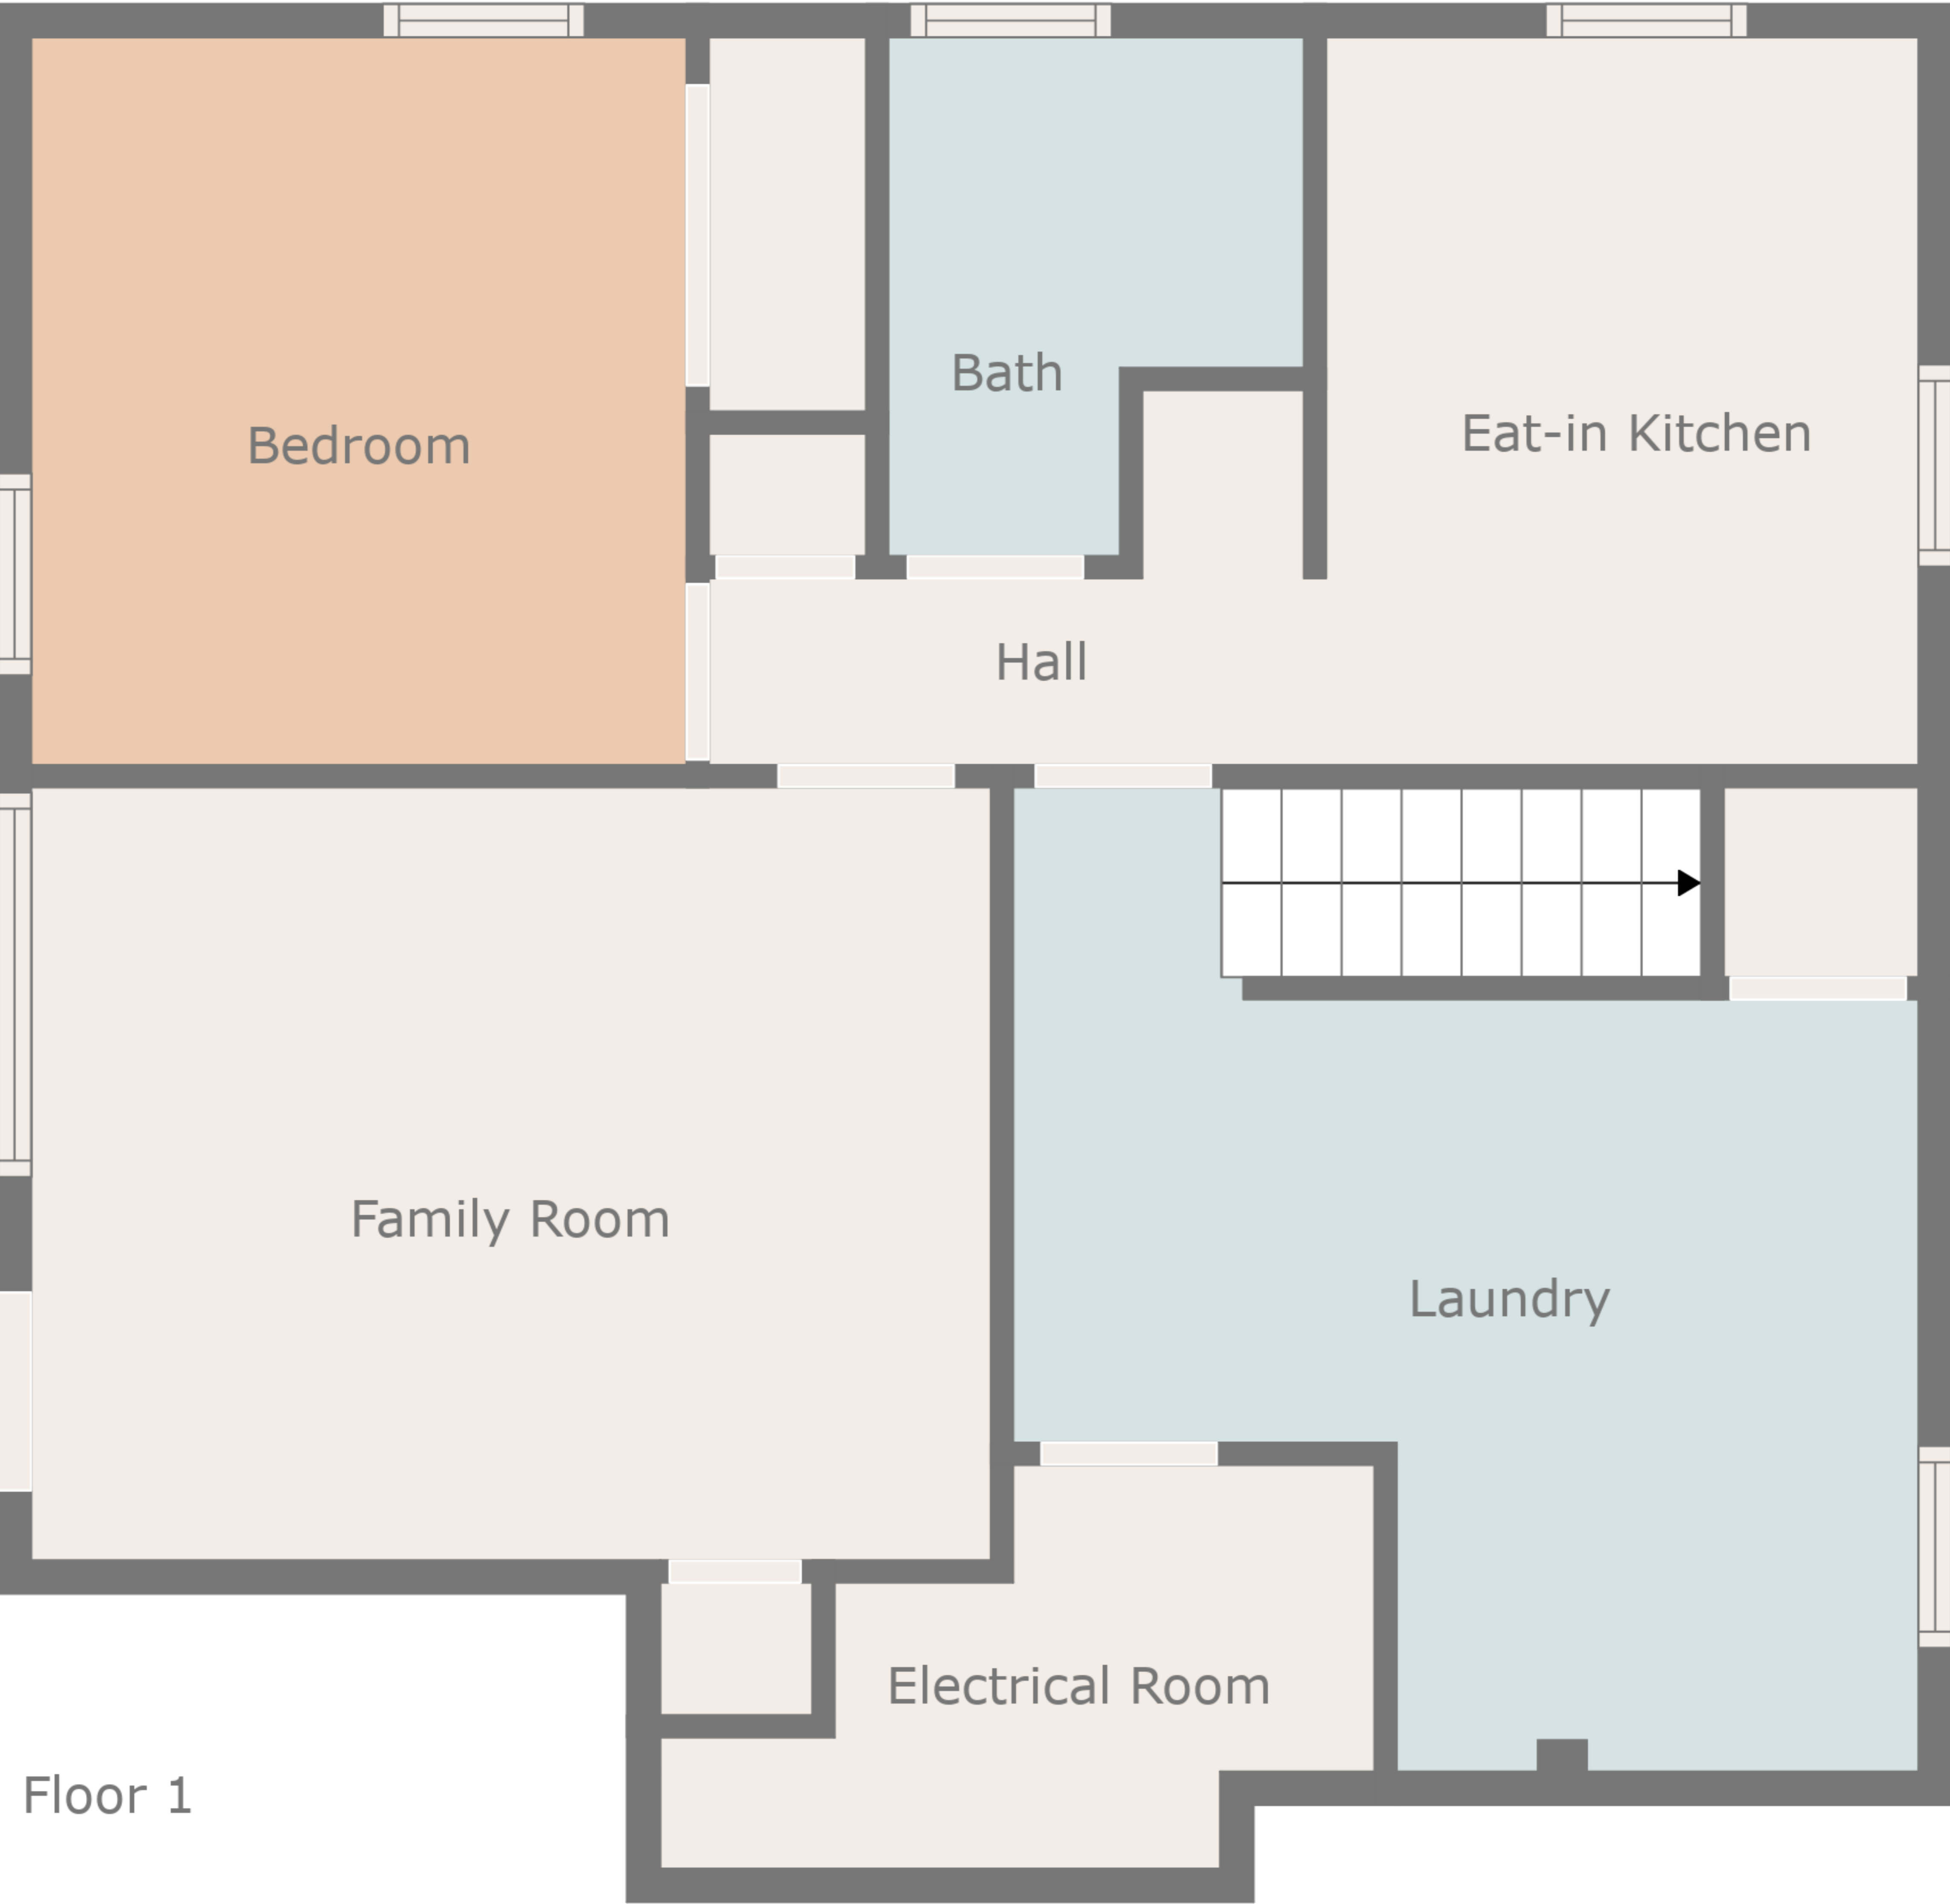 Bath
Eat-in Kitchen
Bedroom
Hall
Family Room
Laundry
Electrical Room
Floor 1